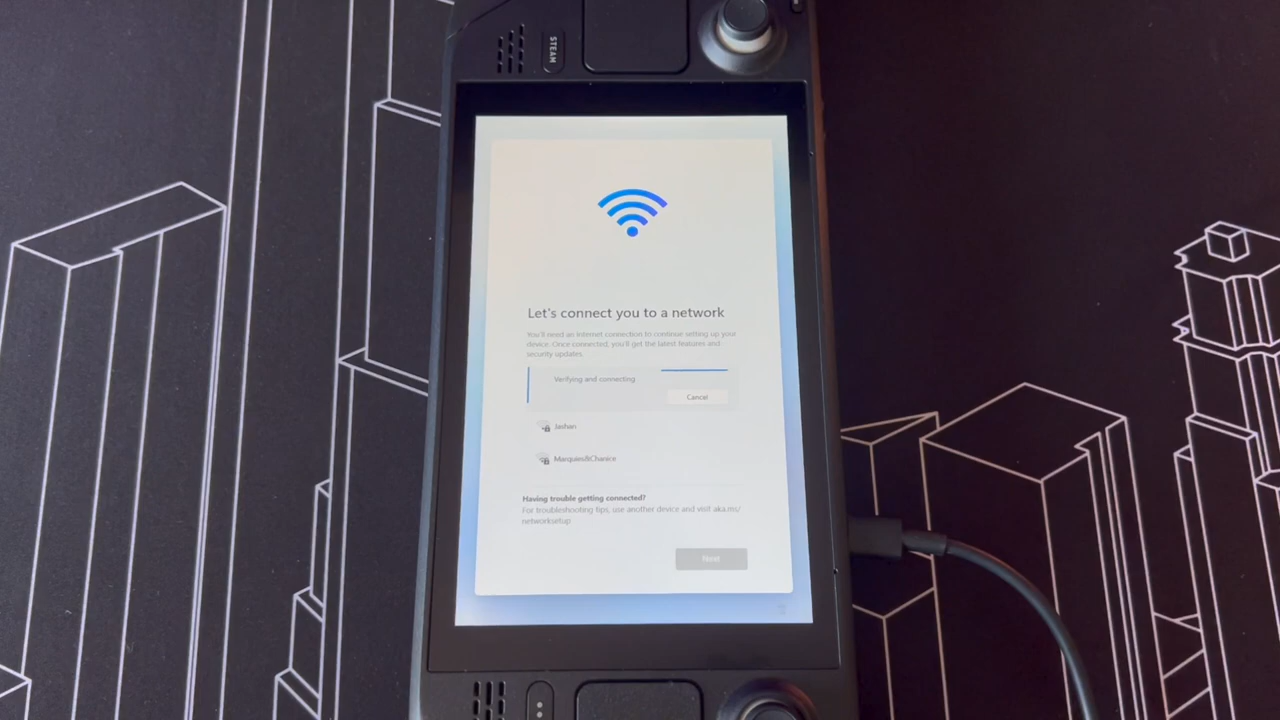 STEAM
Let's connect you to a network
You'll need an internet connection to continue setting up your
device. Once connected, you'll get the latest features and
security updates.
Verifying and connecting
Cancel
Jashan
Marquies&Chanece
Having trouble getting connected?
For troubleshooting tips, use another device and visit aka.ms/
networksetup
Next